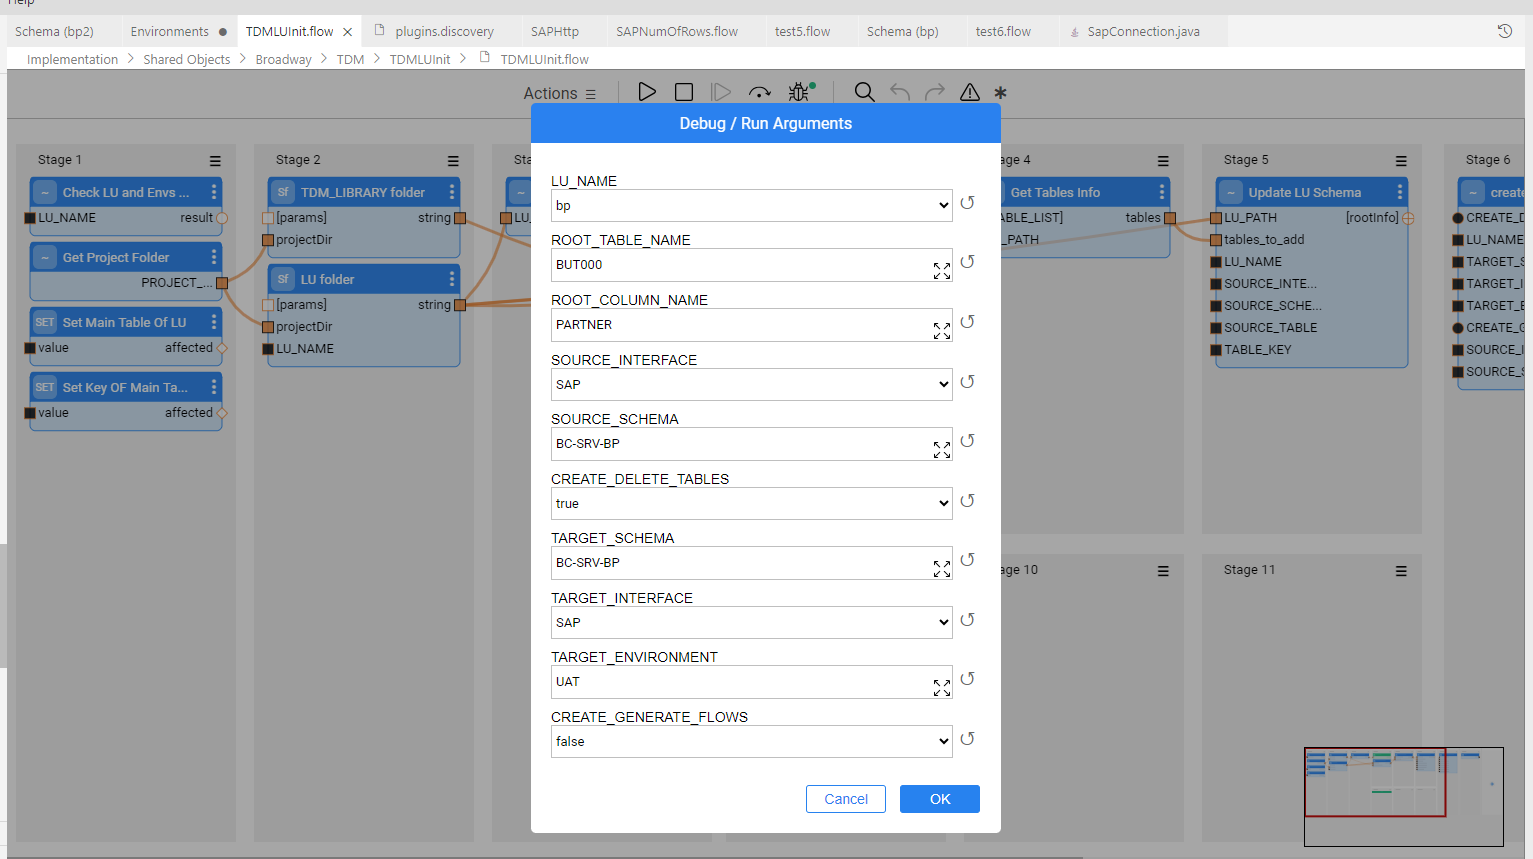 Help
Schema (bp2)
Environments
TDMLUInit.flow
plugins.discovery
SAPHttp
SAPNumOfRows.flow
test5.flow
Schema (bp)
test6.flow
SapConnection.java
Implementation > Shared Objects > Broadway > TDM > TDMLUInit > TDMLUInit.flow
Actions
Debug / Run Arguments
LU_NAME
bp
ROOT_TABLE_NAME
BUT000
ROOT_COLUMN_NAME
PARTNER
SOURCE_INTERFACE
SAP
SOURCE_SCHEMA
BC-SRV-BP
CREATE_DELETE_TABLES
true
TARGET_SCHEMA
BC-SRV-BP
TARGET_INTERFACE
SAP
TARGET_ENVIRONMENT
UAT
CREATE_GENERATE_FLOWS
false
Cancel
OK
Stage 1
~ Check LU and Envs ...
LU_NAME result
~ Get Project Folder
PROJECT_...
SET Set Main Table Of LU
value affected
SET Set Key OF Main Ta...
value affected
Stage 2
Sf TDM_LIBRARY folder
[params] string
projectDir
Sf LU folder
[params] string
projectDir
LU_NAME
Sta
~
LU_
age 4
Get Tables Info
ABLE_LIST] tables
_PATH
Stage 5
~ Update LU Schema
LU_PATH [rootInfo]
tables_to_add
LU_NAME
SOURCE_INTE...
SOURCE_SCHE...
SOURCE_TABLE
TABLE_KEY
Stage 6
~ create
CREATE_D
LU_NAME
TARGET_S
TARGET_I
TARGET_E
CREATE_G
SOURCE_I
SOURCE_S
age 10
Stage 11